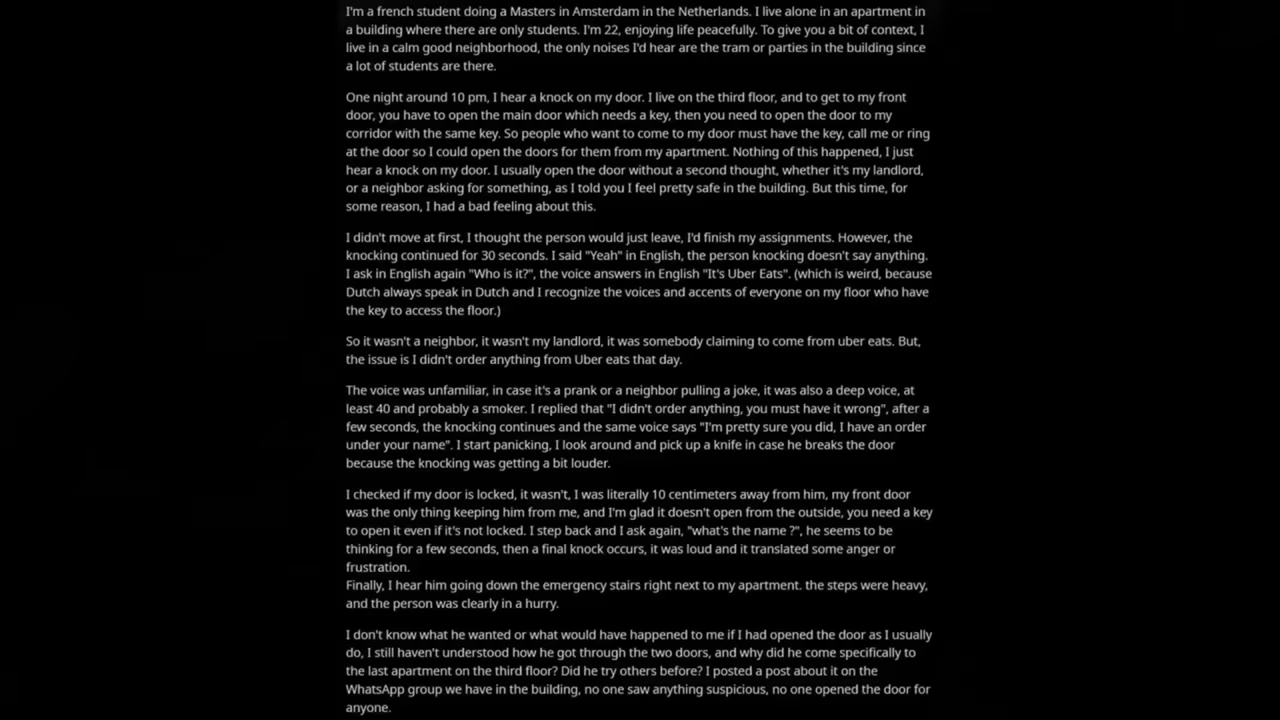 I'm a french student doing a Masters in Amsterdam in the Netherlands. I live alone in an apartment in
a building where there are only students. I'm 22, enjoying life peacefully. To give you a bit of context, I
live in a calm good neighborhood, the only noises I'd hear are the tram or parties in the building since
a lot of students are there.
One night around 10 pm, I hear a knock on my door. I live on the third floor, and to get to my front
door, you have to open the main door which needs a key, then you need to open the door to my
corridor with the same key. So people who want to come to my door must have the key, call me or ring
at the door so I could open the doors for them from my apartment. Nothing of this happened, I just
hear a knock on my door. I usually open the door without a second thought, whether it's my landlord,
or a neighbor asking for something, as I told you I feel pretty safe in the building. But this time, for
some reason, I had a bad feeling about this.
I didn't move at first, I thought the person would just leave, I'd finish my assignments. However, the
knocking continued for 30 seconds. I said "Yeah" in English, the person knocking doesn't say anything.
I ask in English again "Who is it?", the voice answers in English "It's Uber Eats". (which is weird, because
Dutch always speak in Dutch and I recognize the voices and accents of everyone on my floor who have
the key to access the floor.)
So it wasn't a neighbor, it wasn't my landlord, it was somebody claiming to come from uber eats. But,
the issue is I didn't order anything from Uber eats that day.
The voice was unfamiliar, in case it's a prank or a neighbor pulling a joke, it was also a deep voice, at
least 40 and probably a smoker. I replied that "I didn't order anything, you must have it wrong", after a
few seconds, the knocking continues and the same voice says "I'm pretty sure you did, I have an order
under your name". I start panicking, I look around and pick up a knife in case he breaks the door
because the knocking was getting a bit louder.
I checked if my door is locked, it wasn't, I was literally 10 centimeters away from him, my front door
was the only thing keeping him from me, and I'm glad it doesn't open from the outside, you need a key
to open it even if it's not locked. I step back and I ask again, "what's the name ?", he seems to be
thinking for a few seconds, then a final knock occurs, it was loud and it translated some anger or
frustration.
Finally, I hear him going down the emergency stairs right next to my apartment. the steps were heavy,
and the person was clearly in a hurry.
I don't know what he wanted or what would have happened to me if I had opened the door as I usually
do, I still haven't understood how he got through the two doors, and why did he come specifically to
the last apartment on the third floor? Did he try others before? I posted a post about it on the
WhatsApp group we have in the building, no one saw anything suspicious, no one opened the door for
anyone.